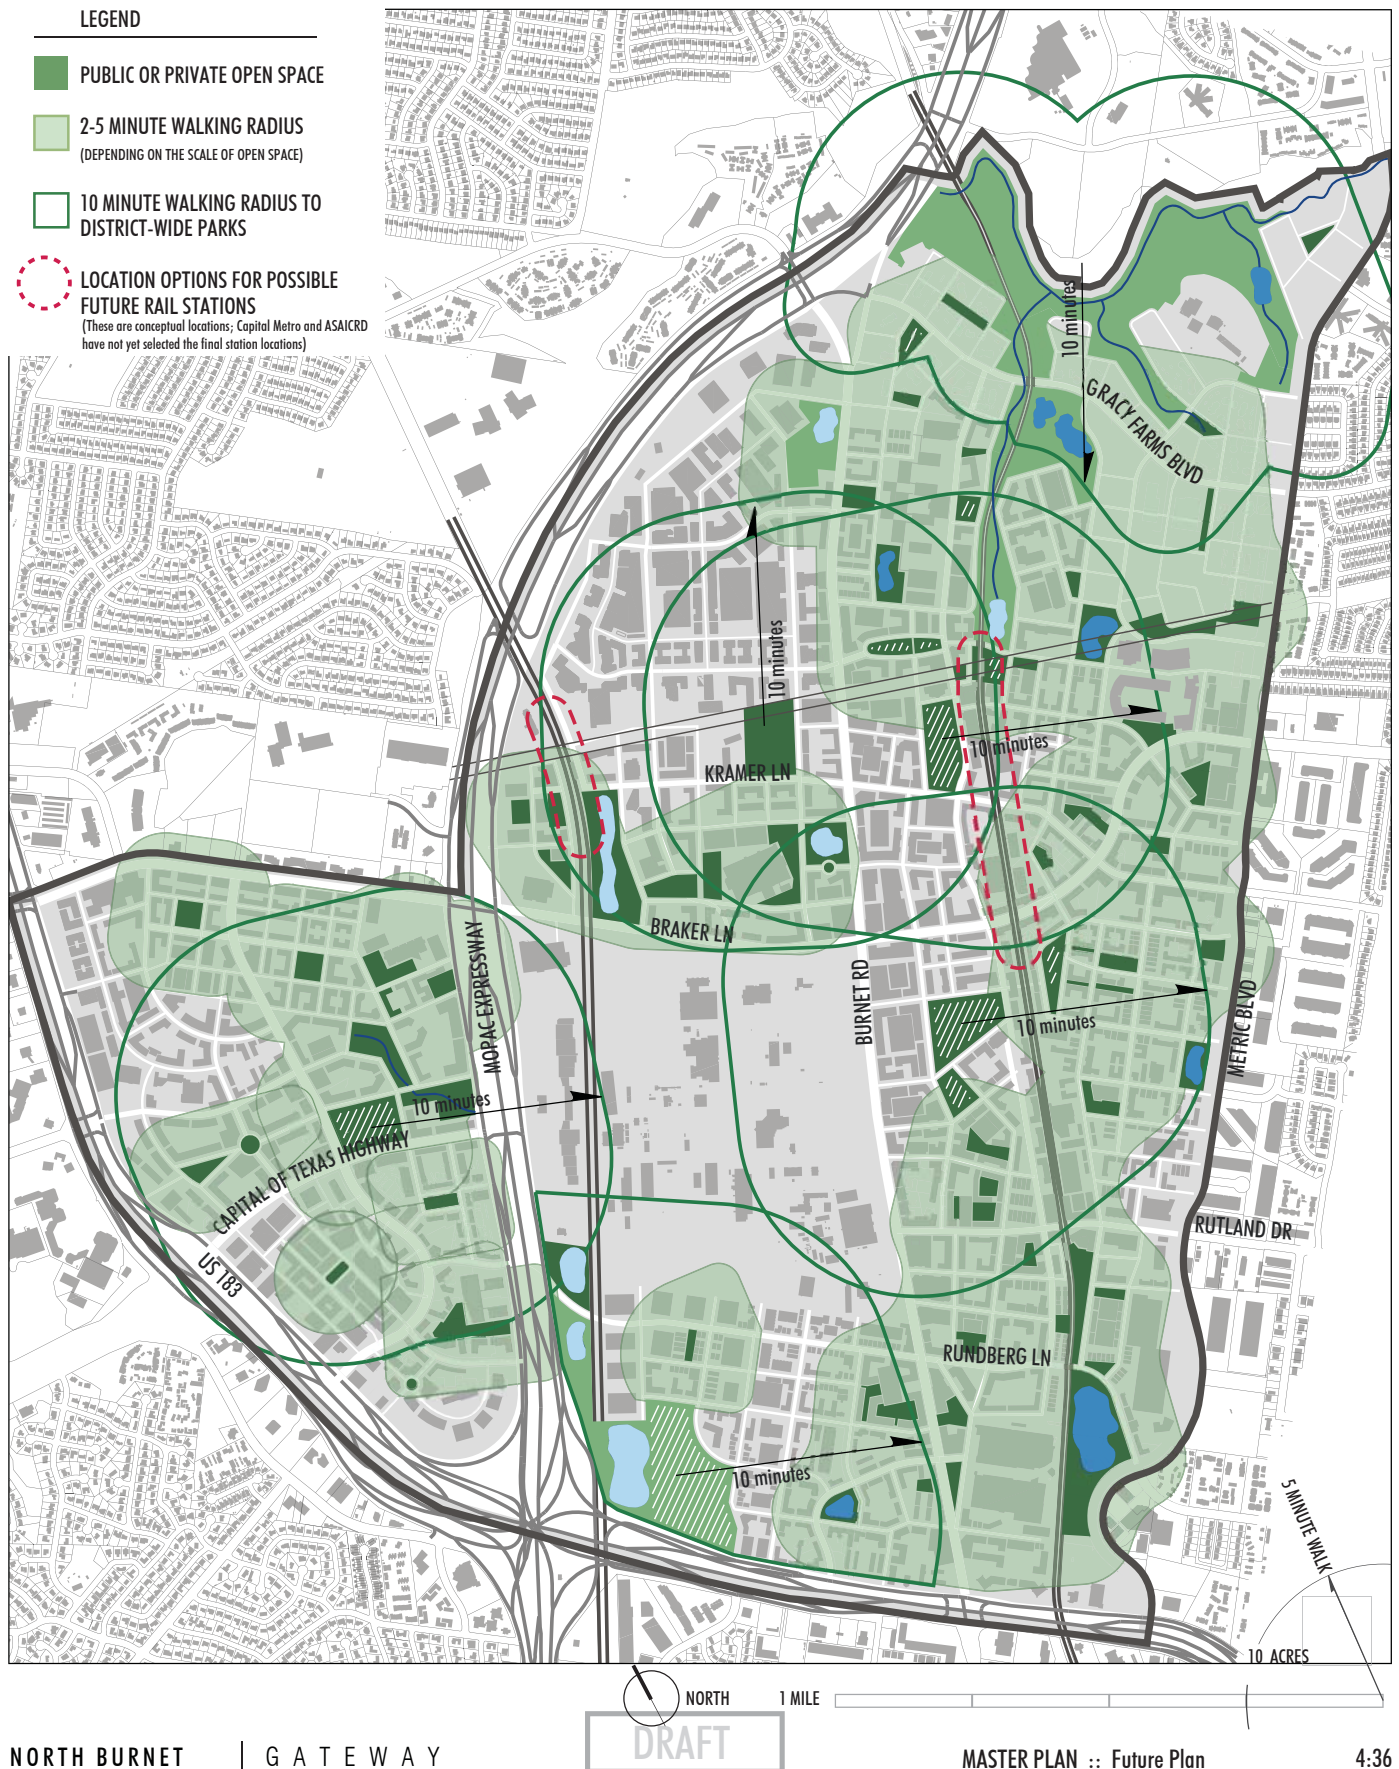 LEGEND
PUBLIC OR PRIVATE OPEN SPACE
2-5 MINUTE WALKING RADIUS
(DEPENDING ON THE SCALE OF OPEN SPACE)
10 MINUTE WALKING RADIUS TO
DISTRICT-WIDE PARKS
LOCATION OPTIONS FOR POSSIBLE
FUTURE RAIL STATIONS
(These are conceptual locations; Capital Metro and ASAICRD
have not yet selected the final station locations)
10 minutes
GRACY FARMS BLVD
10 minutes
10 minutes
KRAMER LN
BRAKER LN
MOPAC EXPRESSWAY
BURNET RD
METRIC BLVD
10 minutes
10 minutes
CAPITAL OF TEXAS HIGHWAY
US 183
RUTLAND DR
RUNDBERG LN
10 minutes
5 MINUTE WALK
10 ACRES
NORTH
1 MILE
DRAFT
NORTH BURNET | GATEWAY
MASTER PLAN :: Future Plan
4:36